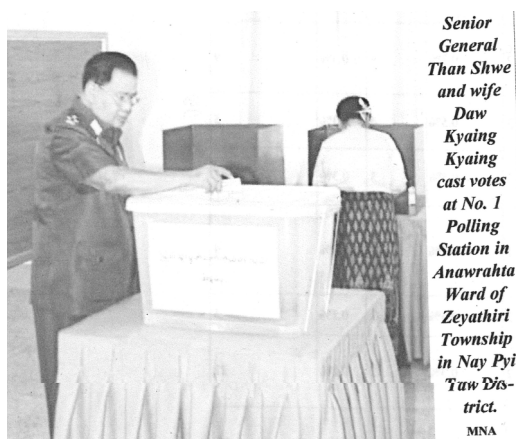 Senior
General
Than Shwe
and wife
Daw
Kyaing
Kyaing
cast votes
at No. 1
Polling
Station in
Anawrahta
Ward of
Zeyathiri
Township
in Nay Pyi
Taw Dis-
trict.
MNA